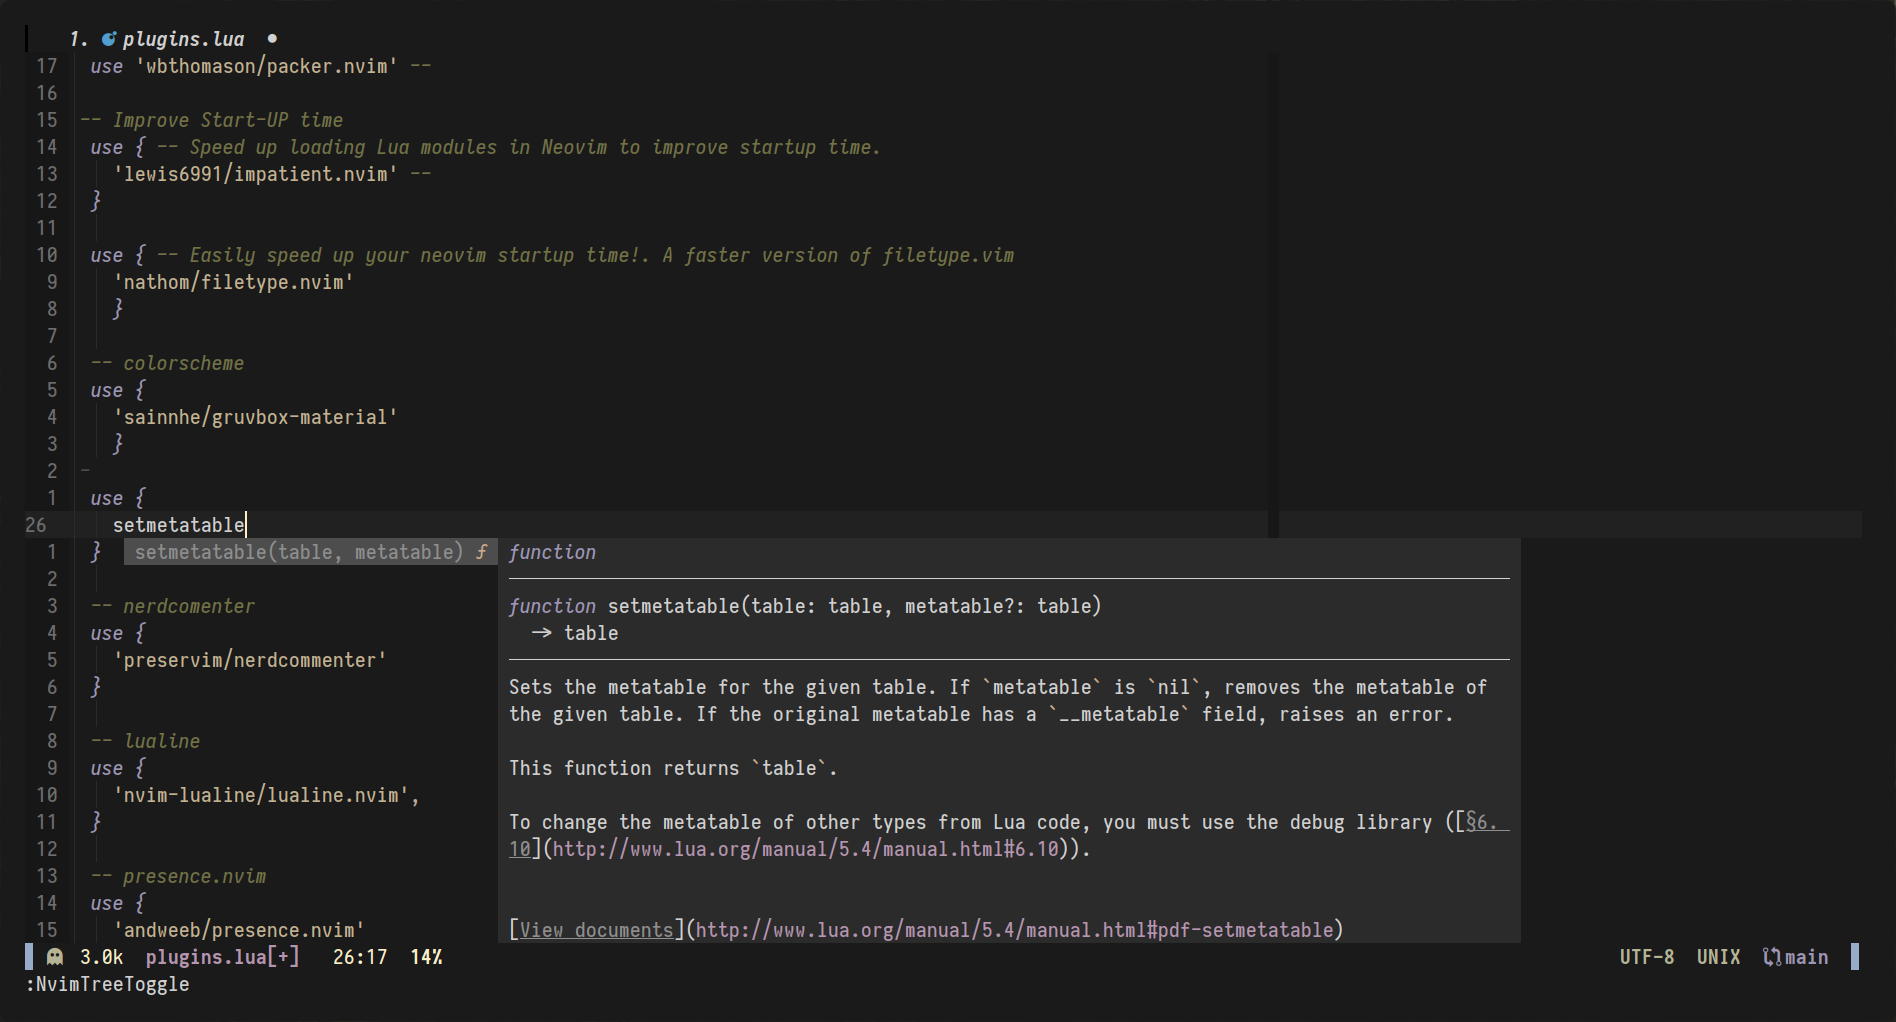 1. plugins.lua ●
17 use 'wbthomason/packer.nvim' --
16
15 -- Improve Start-UP time
14 use { -- Speed up loading Lua modules in Neovim to improve startup time.
13 'lewis6991/impatient.nvim' --
12 }
11
10 use { -- Easily speed up your neovim startup time!. A faster version of filetype.vim
9 'nathom/filetype.nvim'
8 }
7
6 -- colorscheme
5 use {
4 'sainnhe/gruvbox-material'
3 }
2 -
1 use {
26 setmetatable
1 } setmetatable(table, metatable) ƒ
2
3 -- nerdcomenter
4 use {
5 'preservim/nerdcommenter'
6 }
7
8 -- lualine
9 use {
10 'nvim-lualine/lualine.nvim',
11 }
12
13 -- presence.nvim
14 use {
15 'andweeb/presence.nvim'
function
function setmetatable(table: table, metatable?: table)
→ table
Sets the metatable for the given table. If `metatable` is `nil`, removes the metatable of
the given table. If the original metatable has a `__metatable` field, raises an error.
This function returns `table`.
To change the metatable of other types from Lua code, you must use the debug library ([§6.
10](http://www.lua.org/manual/5.4/manual.html#6.10)).
[View documents](http://www.lua.org/manual/5.4/manual.html#pdf-setmetatable)
3.0k plugins.lua[+] 26:17 14% UTF-8 UNIX main
:NvimTreeToggle